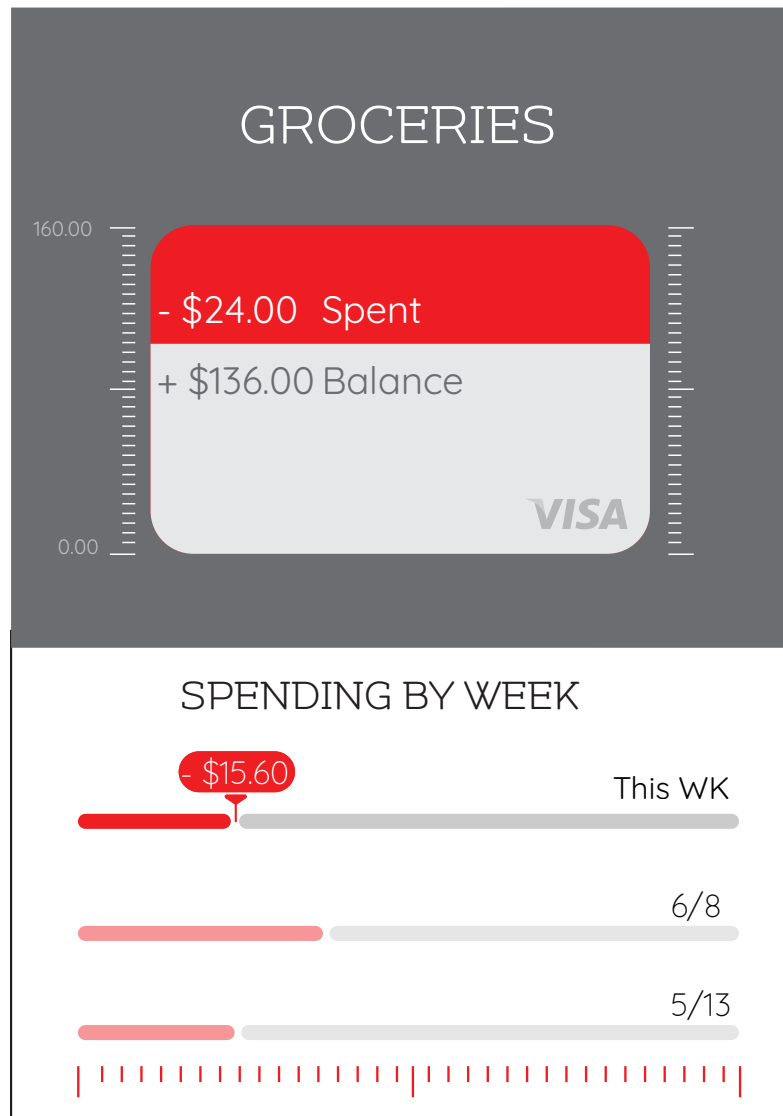 GROCERIES
160.00
- $24.00 Spent
+ $136.00 Balance
VISA
0.00
SPENDING BY WEEK
- $15.60
This WK
6/8
5/13